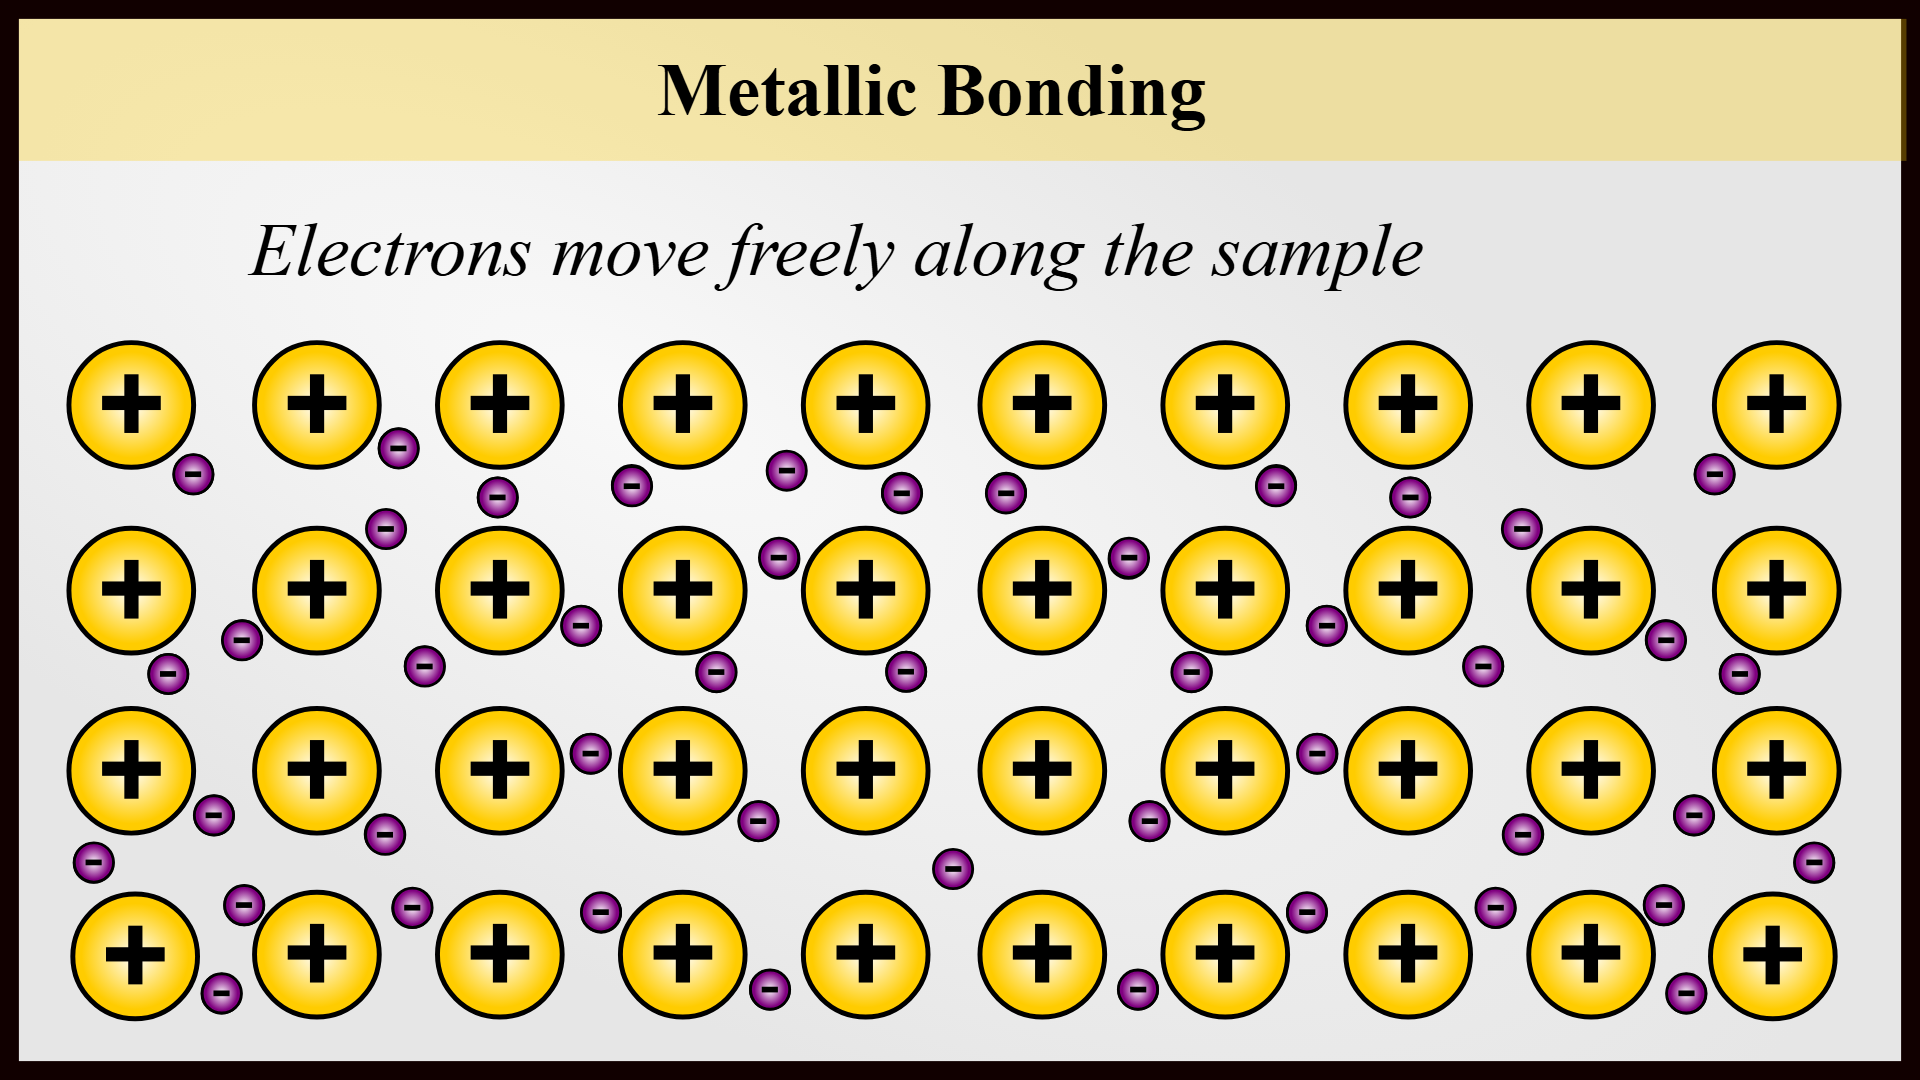 Metallic Bonding
Electrons move freely along the sample
+ + + + + + + + + +
- - - - - - - - - -
- -
+ + + + + + + + + +
- -
- - - -
- - - - - - -
+ + + + + + + + + +
- -
- - - - - -
- - -
+ + + + + + + + + +
- - - - - -
- - - -